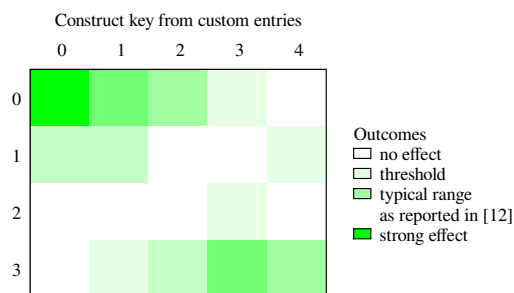 Construct key from custom entries
0 1 2 3 4
0
1
2
3
Outcomes
no effect
threshold
typical range
as reported in [12]
strong effect